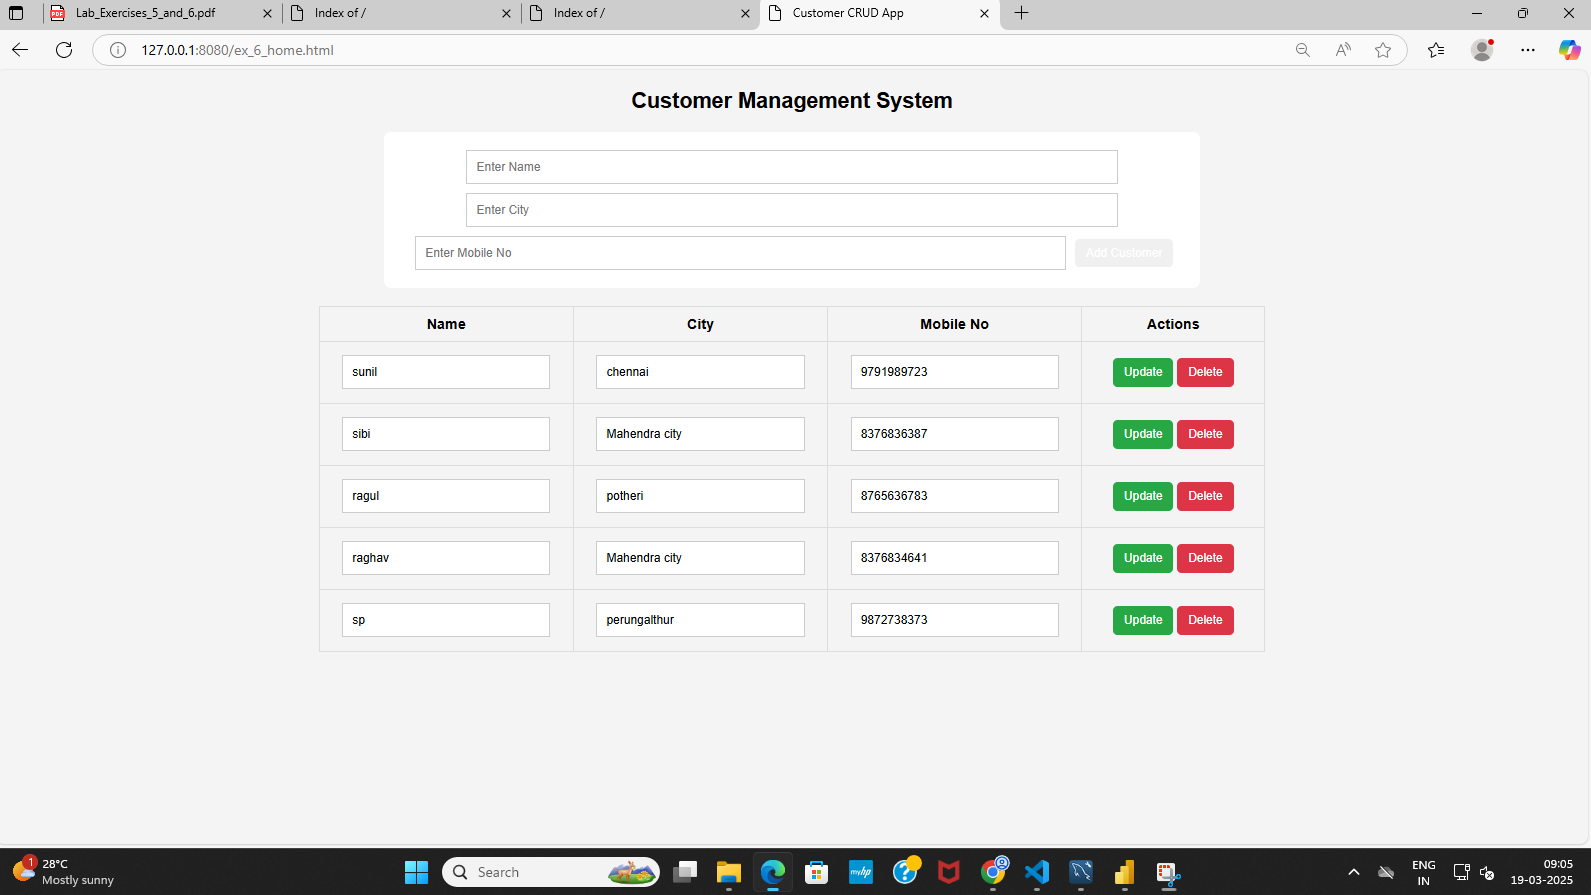 Lab_Exercises_5_and_6.pdf
Index of /
Index of /
Customer CRUD App
127.0.0.1:8080/ex_6_home.html
Customer Management System
Enter Name
Enter City
Enter Mobile No Add Customer
Name City Mobile No Actions
sunil chennai 9791989723 Update Delete
sibi Mahendra city 8376836387 Update Delete
ragul potheri 8765636783 Update Delete
raghav Mahendra city 8376834641 Update Delete
sp perungalthur 9872738373 Update Delete
1
28°C
Mostly sunny
Search
myhp
ENG
IN
09:05
19-03-2025